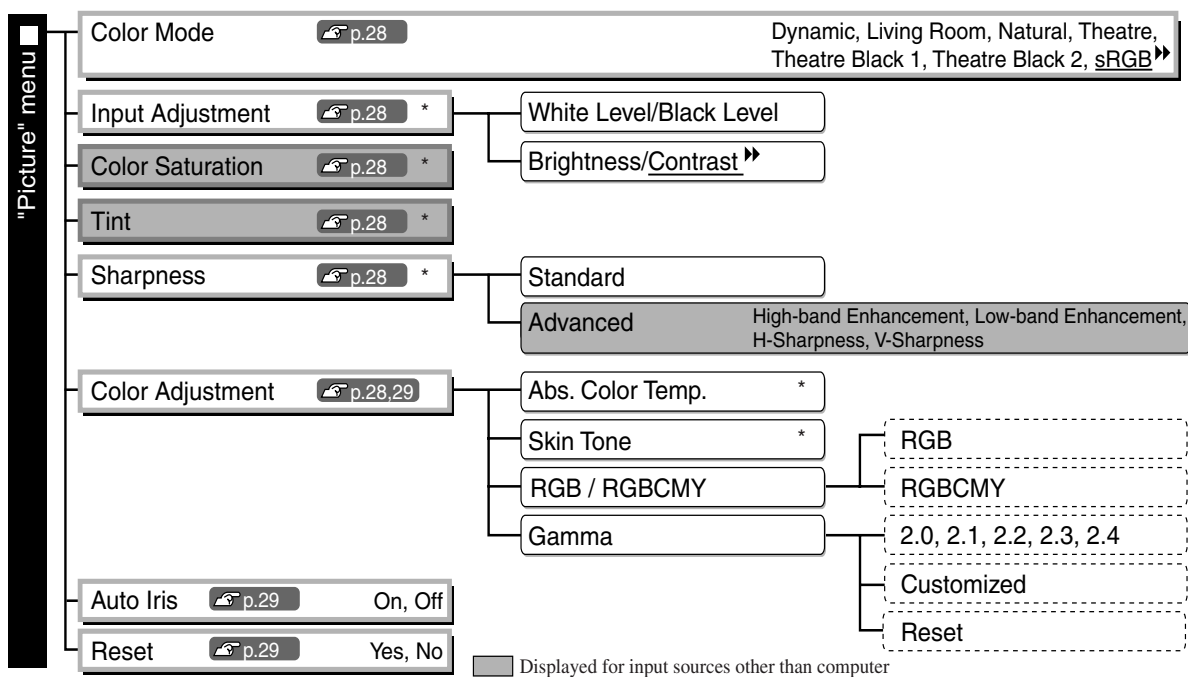 "Picture" menu
Color Mode p.28 Dynamic, Living Room, Natural, Theatre,
Theatre Black 1, Theatre Black 2, sRGB
Input Adjustment p.28 * White Level/Black Level
Brightness/Contrast
Color Saturation p.28 *
Tint p.28 *
Sharpness p.28 * Standard
Advanced High-band Enhancement, Low-band Enhancement,
H-Sharpness, V-Sharpness
Color Adjustment p.28,29 Abs. Color Temp. *
Skin Tone *
RGB / RGBCMY
RGB
RGBCMY
Gamma
2.0, 2.1, 2.2, 2.3, 2.4
Customized
Reset
Auto Iris p.29 On, Off
Reset p.29 Yes, No
Displayed for input sources other than computer